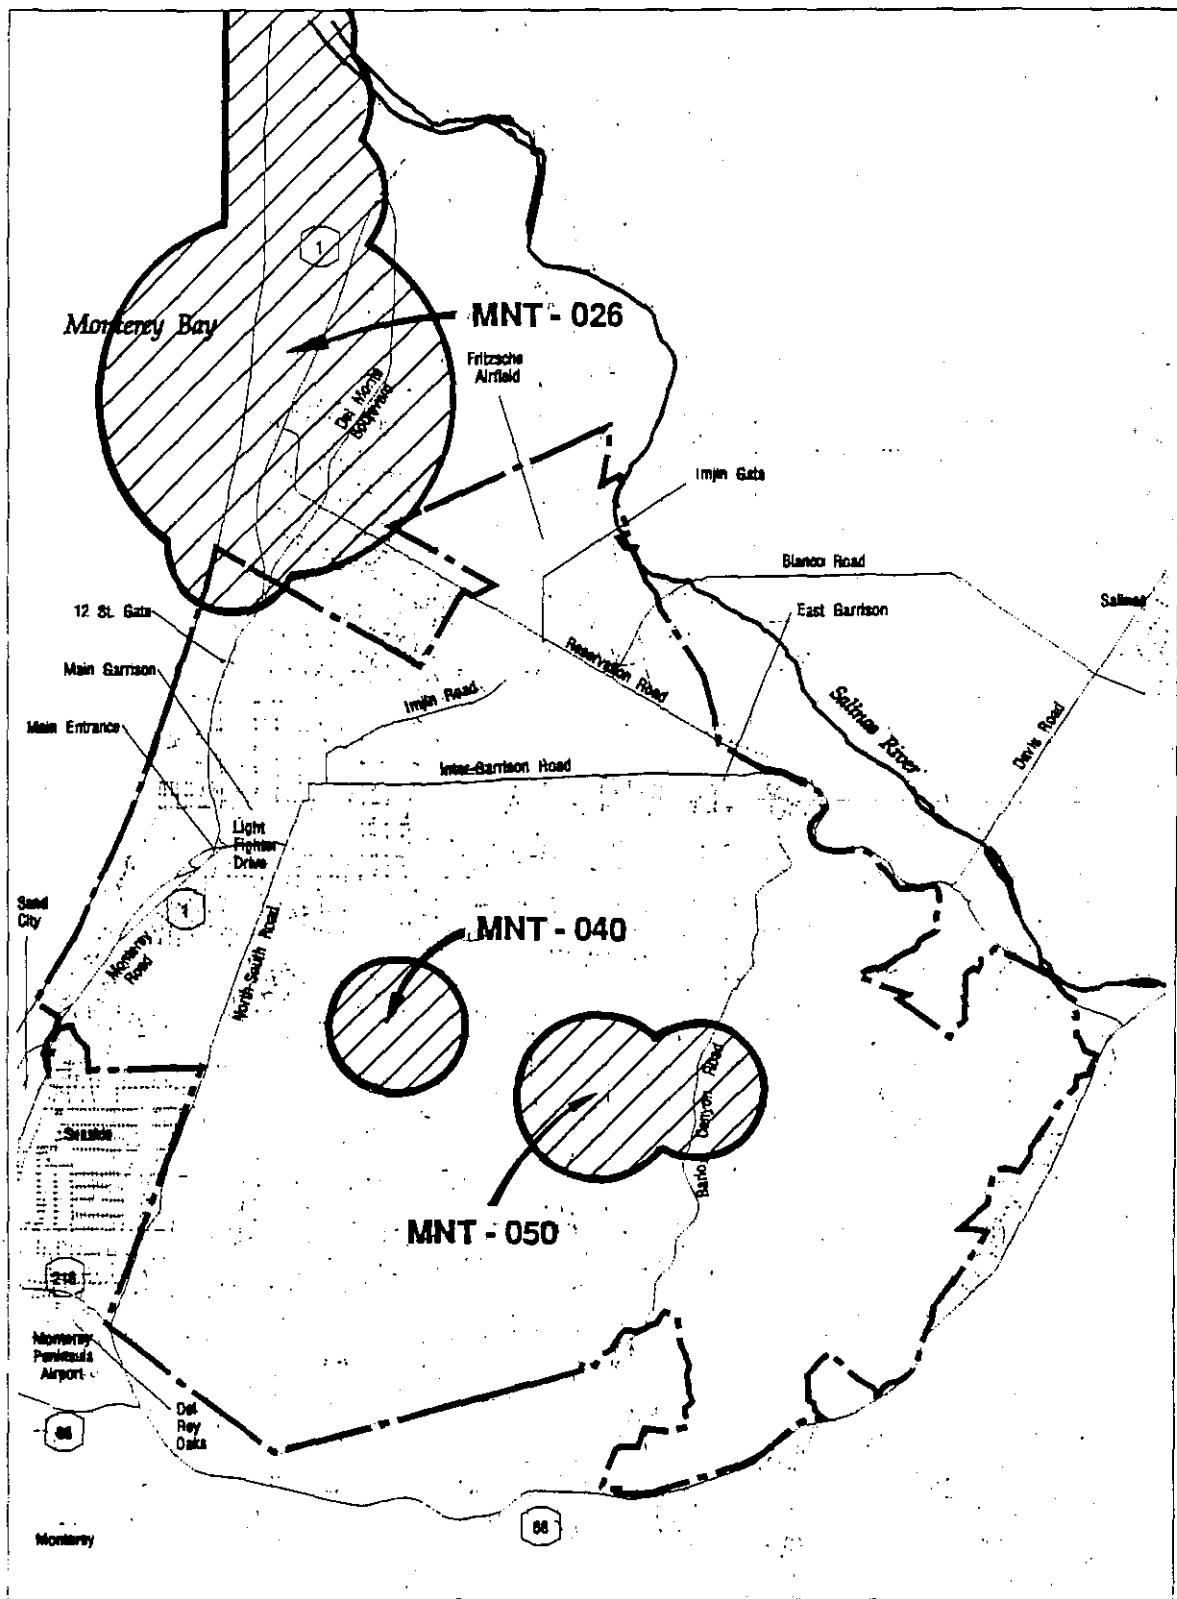 1
Monterey Bay
MNT - 026
Fritzsche
Airfield
Del Monte
Boulevard
Imjin Gate
Blanco Road
12 St. Gate
East Garrison
Salinas
Main Garrison
Reservation Road
Imjin Road
Salinas River
Main Entrance
Davis Road
Inter-Garrison Road
Light
Fighter
Drive
Sand
City
1
MNT - 040
Monterey
Road
North-South Road
Barloy Canyon Road
Seaside
MNT - 050
218
Monterey
Peninsula
Airport
Del
Rey
Oaks
68
68
Monterey